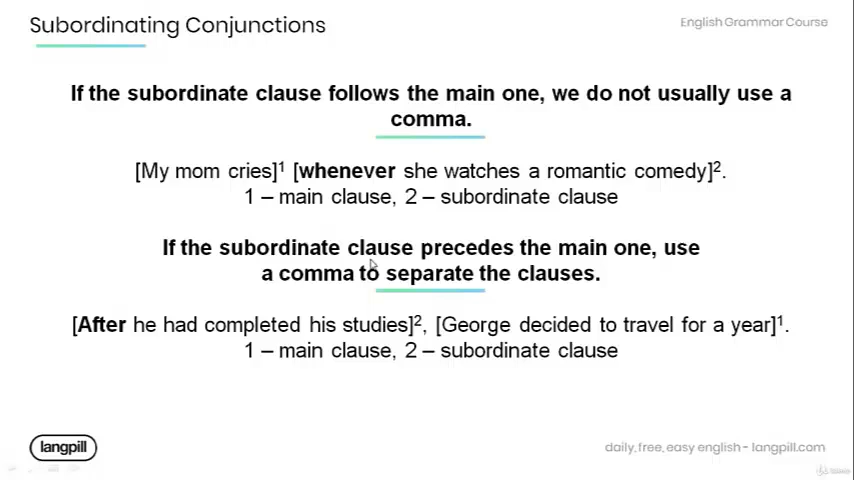 Subordinating Conjunctions
English Grammar Course
If the subordinate clause follows the main one, we do not usually use a
comma.
[My mom cries]¹ [whenever she watches a romantic comedy]².
1 – main clause, 2 – subordinate clause
If the subordinate clause precedes the main one, use
a comma to separate the clauses.
[After he had completed his studies]², [George decided to travel for a year]¹.
1 – main clause, 2 – subordinate clause
langpill
daily, free, easy english - langpill.com